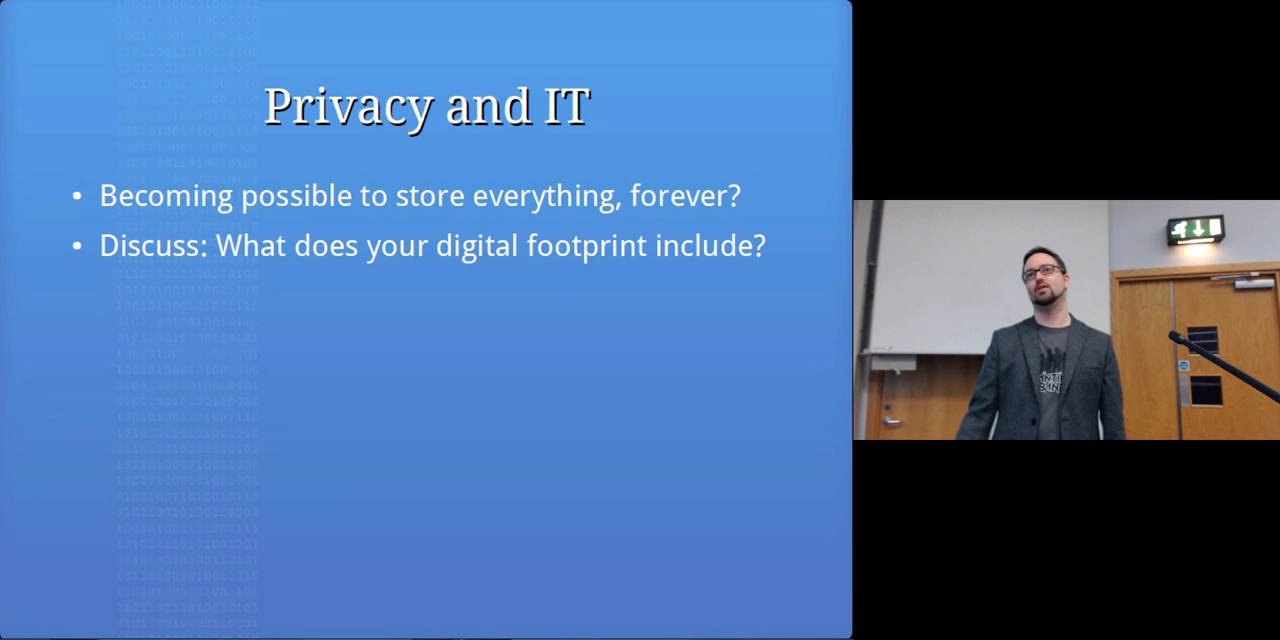 Privacy and IT
• Becoming possible to store everything, forever?
• Discuss: What does your digital footprint include?